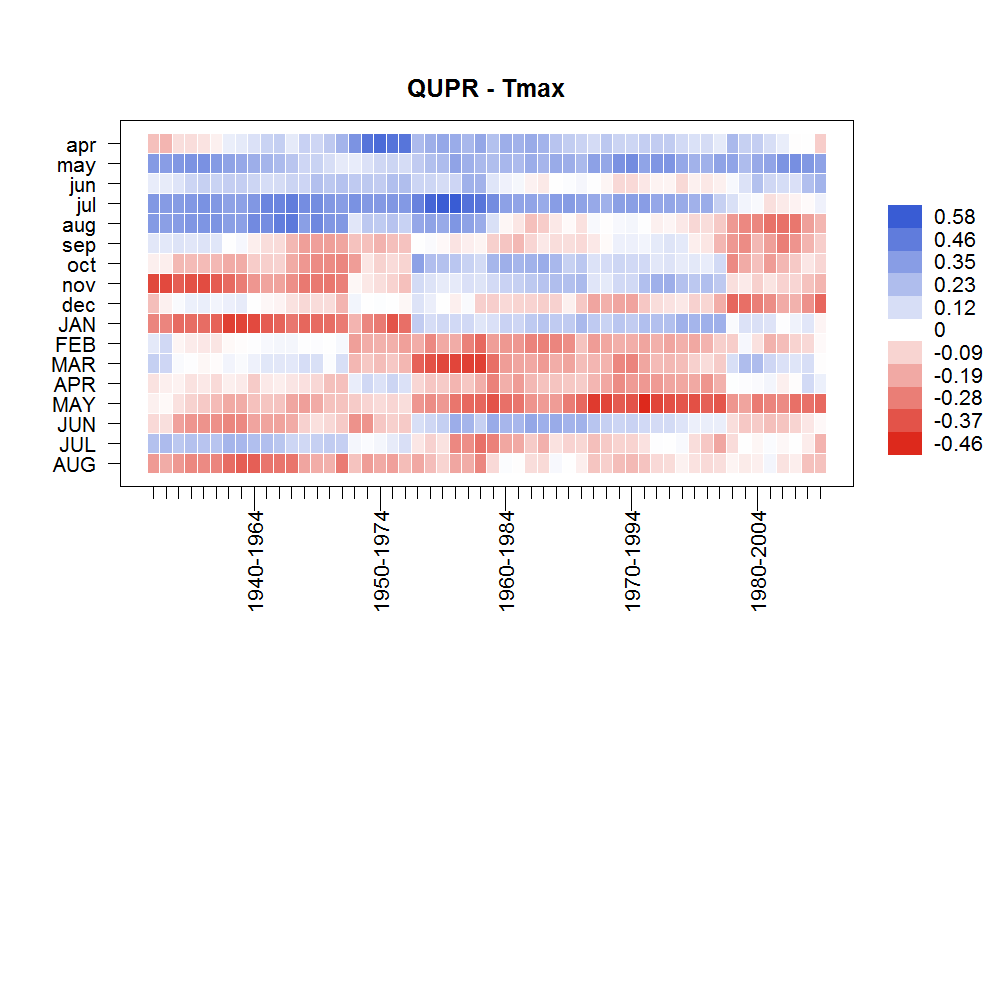 QUPR - Tmax
apr
may
jun
jul
aug
sep
oct
nov
dec
JAN
FEB
MAR
APR
MAY
JUN
JUL
AUG
0.58
0.46
0.35
0.23
0.12
0
-0.09
-0.19
-0.28
-0.37
-0.46
1940-1964
1950-1974
1960-1984
1970-1994
1980-2004